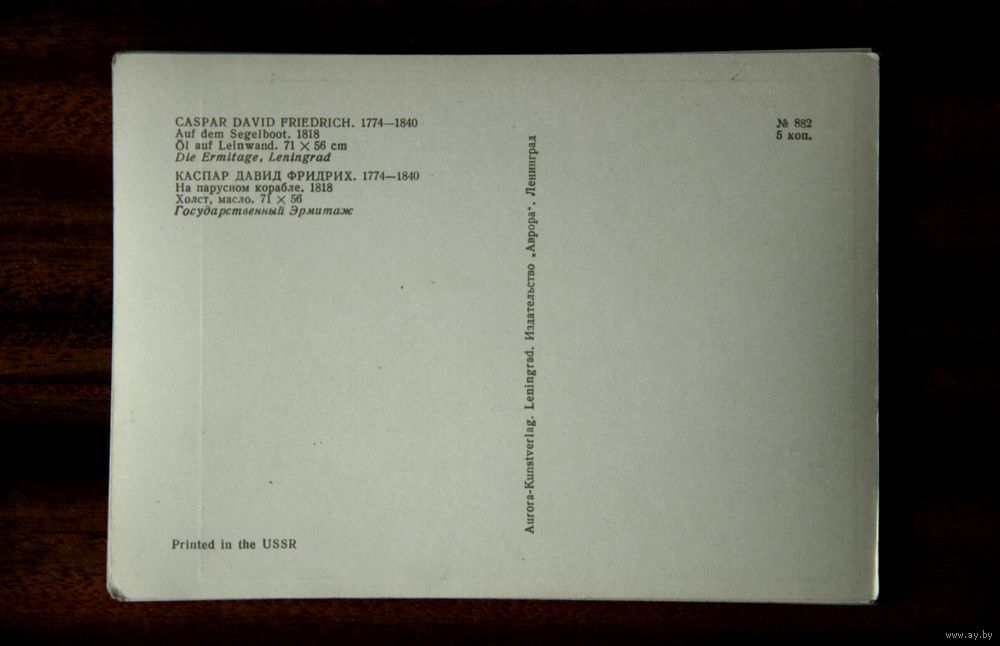 CASPAR DAVID FRIEDRICH. 1774—1840
Auf dem Segelboot. 1818
Öl auf Leinwand. 71 × 56 cm
Die Ermitage, Leningrad
КАСПАР ДАВИД ФРИДРИХ. 1774—1840
На парусном корабле. 1818
Холст, масло. 71 × 56
Государственный Эрмитаж
Printed in the USSR
Aurora-Kunstverlag. Leningrad. Издательство „Аврора“. Ленинград
№ 882
5 коп.
www.ay.by